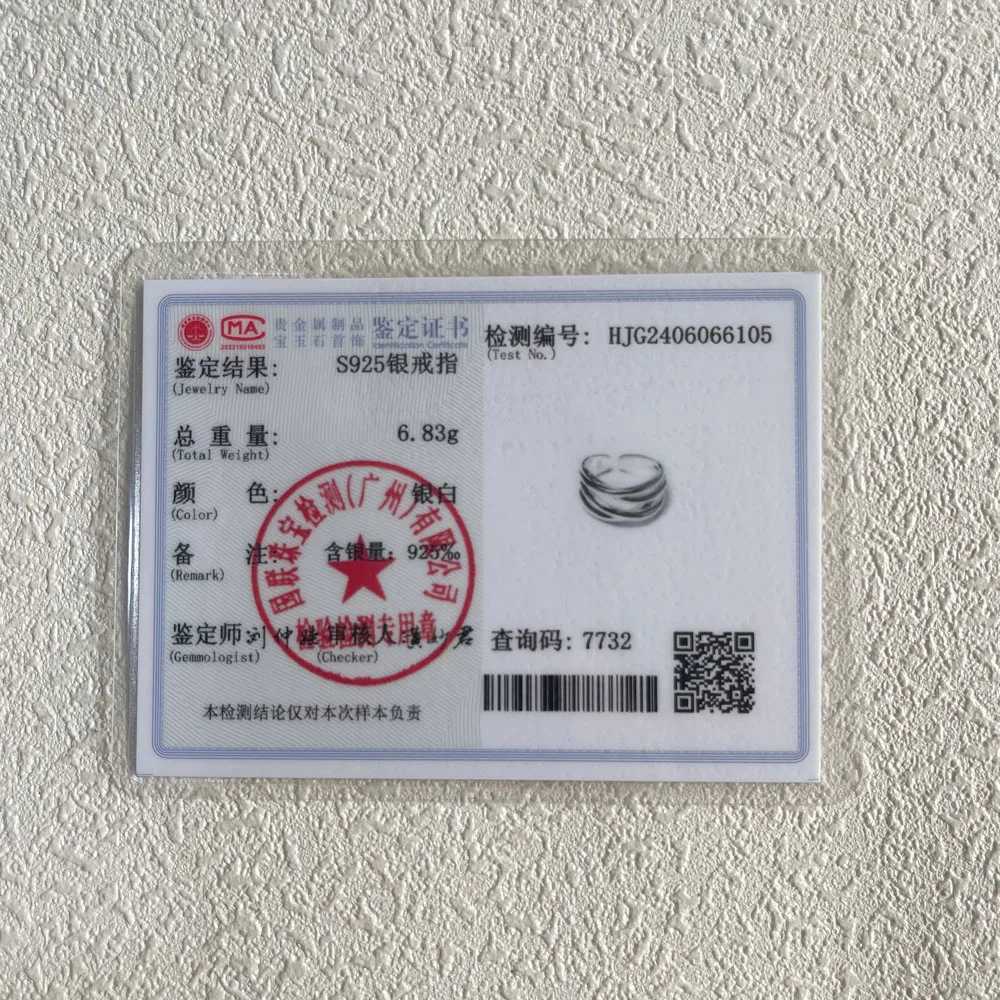 MA
贵金属制品
宝玉石首饰
鉴定证书
Identification Certificate
检测编号: HJG2406066105
(Test No.)
鉴定结果: S925银戒指
(Jewelry Name)
总重量: 6.83g
(Total Weight)
颜色: 银白
(Color)
备注: 含银量: 925‰
(Remark)
国联珠宝检测(广州)有限公司
检验检测专用章
鉴定师: 审核人
(Gemmologist) (Checker)
查询码: 7732
本检测结论仅对本次样本负责